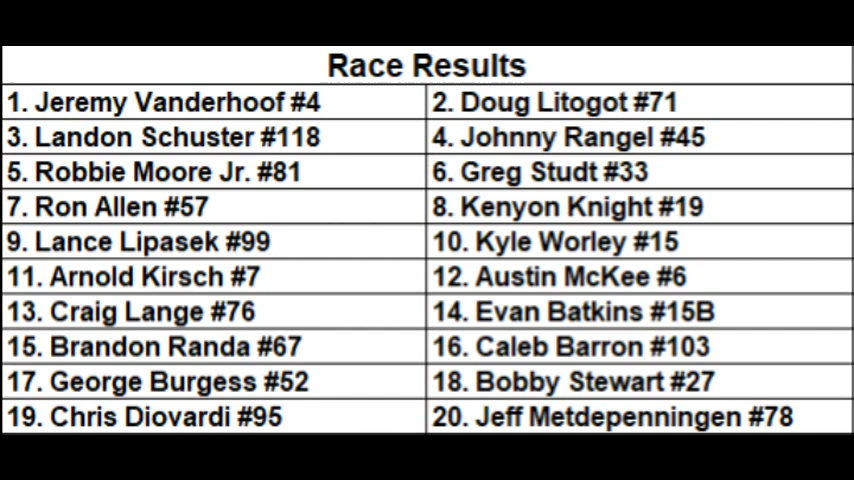 Race Results
1. Jeremy Vanderhoof #4
2. Doug Litogot #71
3. Landon Schuster #118
4. Johnny Rangel #45
5. Robbie Moore Jr. #81
6. Greg Studt #33
7. Ron Allen #57
8. Kenyon Knight #19
9. Lance Lipasek #99
10. Kyle Worley #15
11. Arnold Kirsch #7
12. Austin McKee #6
13. Craig Lange #76
14. Evan Batkins #15B
15. Brandon Randa #67
16. Caleb Barron #103
17. George Burgess #52
18. Bobby Stewart #27
19. Chris Diovardi #95
20. Jeff Metdepenningen #78